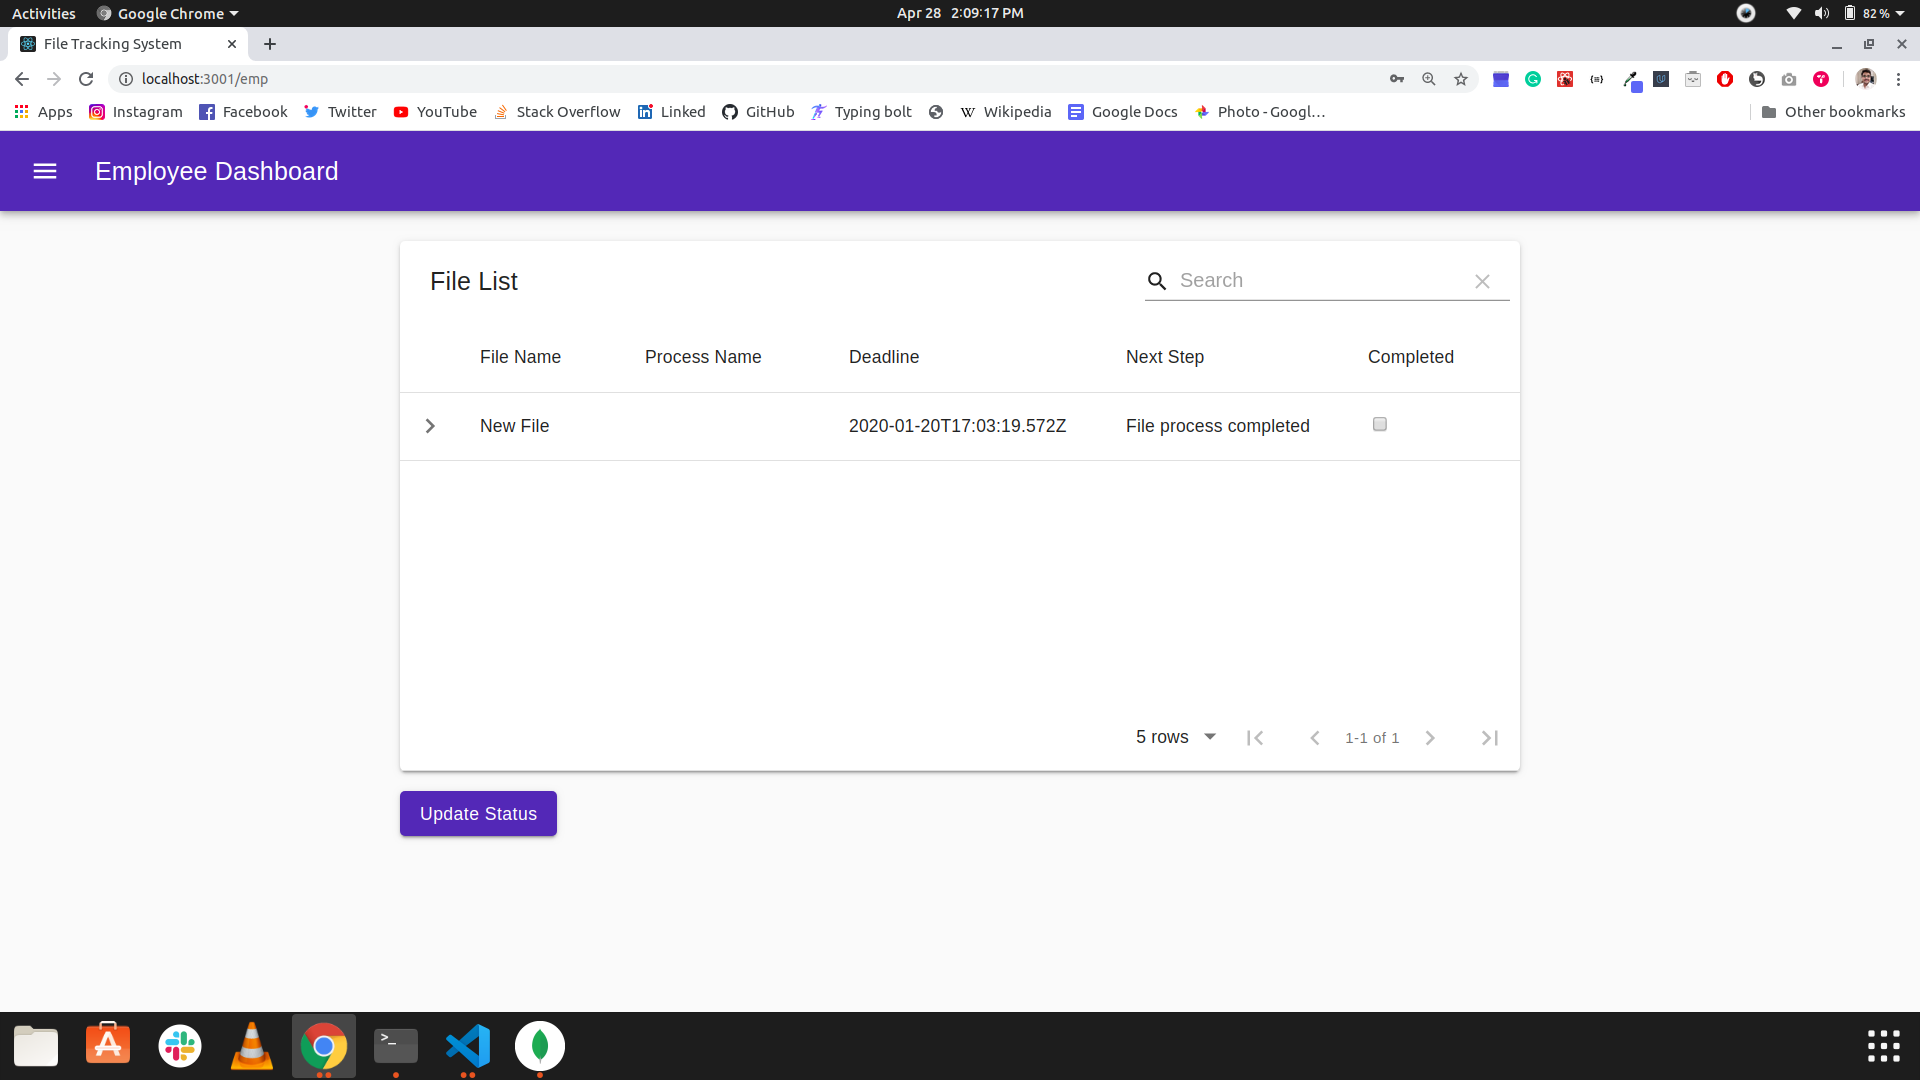 Activities Google Chrome Apr 28 2:09:17 PM 82 %
File Tracking System
localhost:3001/emp
Apps Instagram Facebook Twitter YouTube Stack Overflow Linked GitHub Typing bolt Wikipedia Google Docs Photo - Googl... Other bookmarks
Employee Dashboard
File List Search
File Name Process Name Deadline Next Step Completed
New File 2020-01-20T17:03:19.572Z File process completed
5 rows 1-1 of 1
Update Status